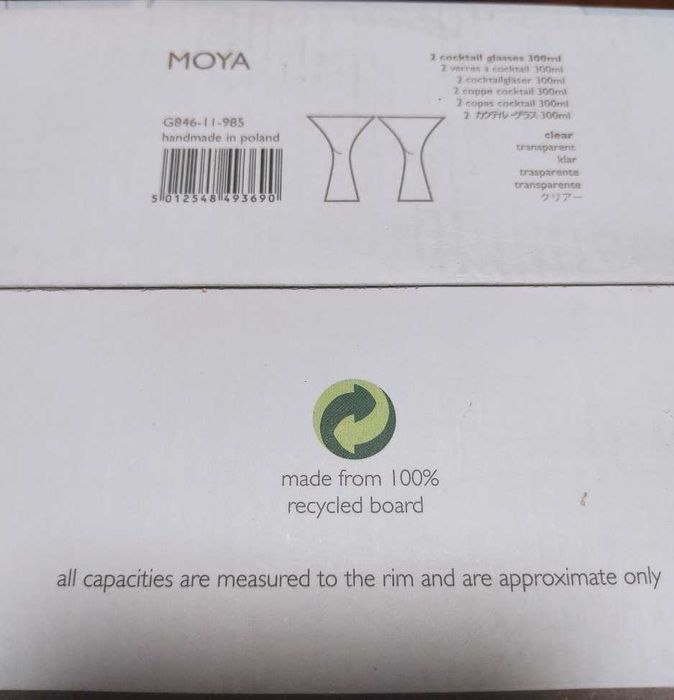 MOYA
G846-11-985
handmade in poland
5 012548 493690
2 cocktail glasses 300ml
2 verres à cocktail 300ml
2 cocktailgläser 300ml
2 coppe cocktail 300ml
2 copas cocktail 300ml
2 カクテル-グラス 300ml
clear
transparent
klar
trasparente
transparente
クリアー
made from 100%
recycled board
all capacities are measured to the rim and are approximate only